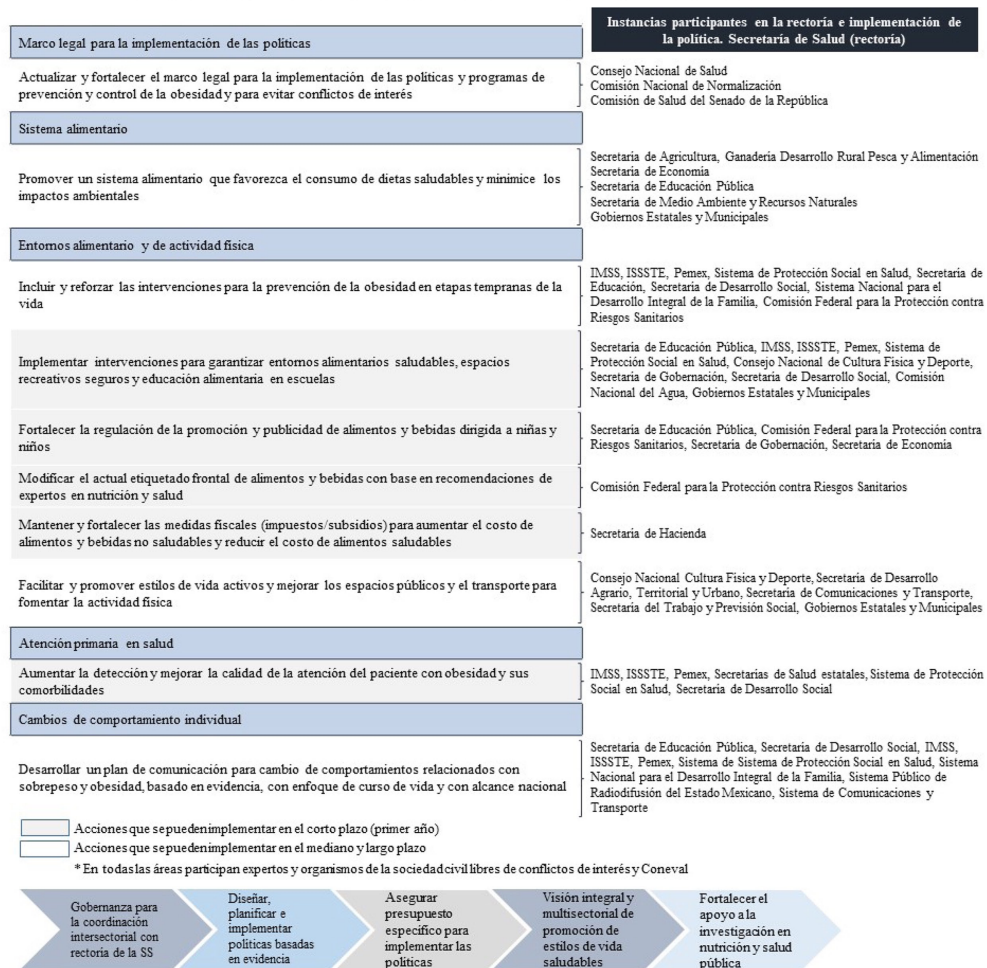 Instancias participantes en la rectoría e implementación de
la política. Secretaría de Salud (rectoría)
Marco legal para la implementación de las políticas
Actualizar y fortalecer el marco legal para la implementación de las políticas y programas de
prevención y control de la obesidad y para evitar conflictos de interés
Consejo Nacional de Salud
Comisión Nacional de Normalización
Comisión de Salud del Senado de la República
Sistema alimentario
Promover un sistema alimentario que favorezca el consumo de dietas saludables y minimice los
impactos ambientales
Secretaría de Agricultura, Ganadería Desarrollo Rural Pesca y Alimentación
Secretaría de Economía
Secretaría de Educación Pública
Secretaría de Medio Ambiente y Recursos Naturales
Gobiernos Estatales y Municipales
Entornos alimentario y de actividad física
Incluir y reforzar las intervenciones para la prevención de la obesidad en etapas tempranas de la
vida
IMSS, ISSSTE, Pemex, Sistema de Protección Social en Salud, Secretaría de
Educación, Secretaría de Desarrollo Social, Sistema Nacional para el
Desarrollo Integral de la Familia, Comisión Federal para la Protección contra
Riesgos Sanitarios
Implementar intervenciones para garantizar entornos alimentarios saludables, espacios
recreativos seguros y educación alimentaria en escuelas
Secretaría de Educación Pública, IMSS, ISSSTE, Pemex, Sistema de
Protección Social en Salud, Consejo Nacional de Cultura Física y Deporte,
Secretaría de Gobernación, Secretaría de Desarrollo Social, Comisión
Nacional del Agua, Gobiernos Estatales y Municipales
Fortalecer la regulación de la promoción y publicidad de alimentos y bebidas dirigida a niñas y
niños
Secretaría de Educación Pública, Comisión Federal para la Protección contra
Riesgos Sanitarios, Secretaría de Gobernación, Secretaría de Economía
Modificar el actual etiquetado frontal de alimentos y bebidas con base en recomendaciones de
expertos en nutrición y salud
Comisión Federal para la Protección contra Riesgos Sanitarios
Mantener y fortalecer las medidas fiscales (impuestos/subsidios) para aumentar el costo de
alimentos y bebidas no saludables y reducir el costo de alimentos saludables
Secretaría de Hacienda
Facilitar y promover estilos de vida activos y mejorar los espacios públicos y el transporte para
fomentar la actividad física
Consejo Nacional Cultura Física y Deporte, Secretaría de Desarrollo
Agrario, Territorial y Urbano, Secretaria de Comunicaciones y Transporte,
Secretaría del Trabajo y Previsión Social, Gobiernos Estatales y Municipales
Atención primaria en salud
Aumentar la detección y mejorar la calidad de la atención del paciente con obesidad y sus
comorbilidades
IMSS, ISSSTE, Pemex, Secretarías de Salud estatales, Sistema de Protección
Social en Salud, Secretaría de Desarrollo Social
Cambios de comportamiento individual
Desarrollar un plan de comunicación para cambio de comportamientos relacionados con
sobrepeso y obesidad, basado en evidencia, con enfoque de curso de vida y con alcance nacional
Secretaría de Educación Pública, Secretaría de Desarrollo Social, IMSS,
ISSSTE, Pemex, Sistema de Sistema de Protección Social en Salud, Sistema
Nacional para el Desarrollo Integral de la Familia, Sistema Público de
Radiodifusión del Estado Mexicano, Sistema de Comunicaciones y
Transporte
Acciones que se pueden implementar en el corto plazo (primer año)
Acciones que se pueden implementar en el mediano y largo plazo
* En todas las áreas participan expertos y organismos de la sociedad civil libres de conflictos de interés y Coneval
Gobernanza para
la coordinación
intersectorial con
rectoría de la SS
Diseñar,
planificar e
implementar
políticas basadas
en evidencia
Asegurar
presupuesto
específico para
implementar las
políticas
Visión integral y
multisectorial de
promoción de
estilos de vida
saludables
Fortalecer el
apoyo a la
investigación en
nutrición y salud
pública